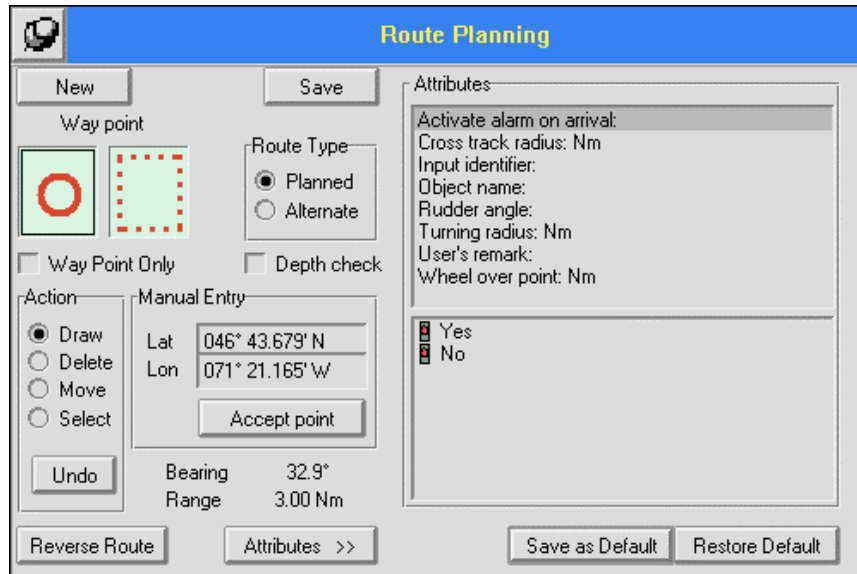 Route Planning
New
Save
Way point
Route Type
Planned
Alternate
Way Point Only
Depth check
Action
Draw
Delete
Move
Select
Undo
Manual Entry
Lat 046° 43.679' N
Lon 071° 21.165' W
Accept point
Bearing 32.9°
Range 3.00 Nm
Attributes
Activate alarm on arrival:
Cross track radius: Nm
Input identifier:
Object name:
Rudder angle:
Turning radius: Nm
User's remark:
Wheel over point: Nm
Yes
No
Reverse Route
Attributes >>
Save as Default
Restore Default